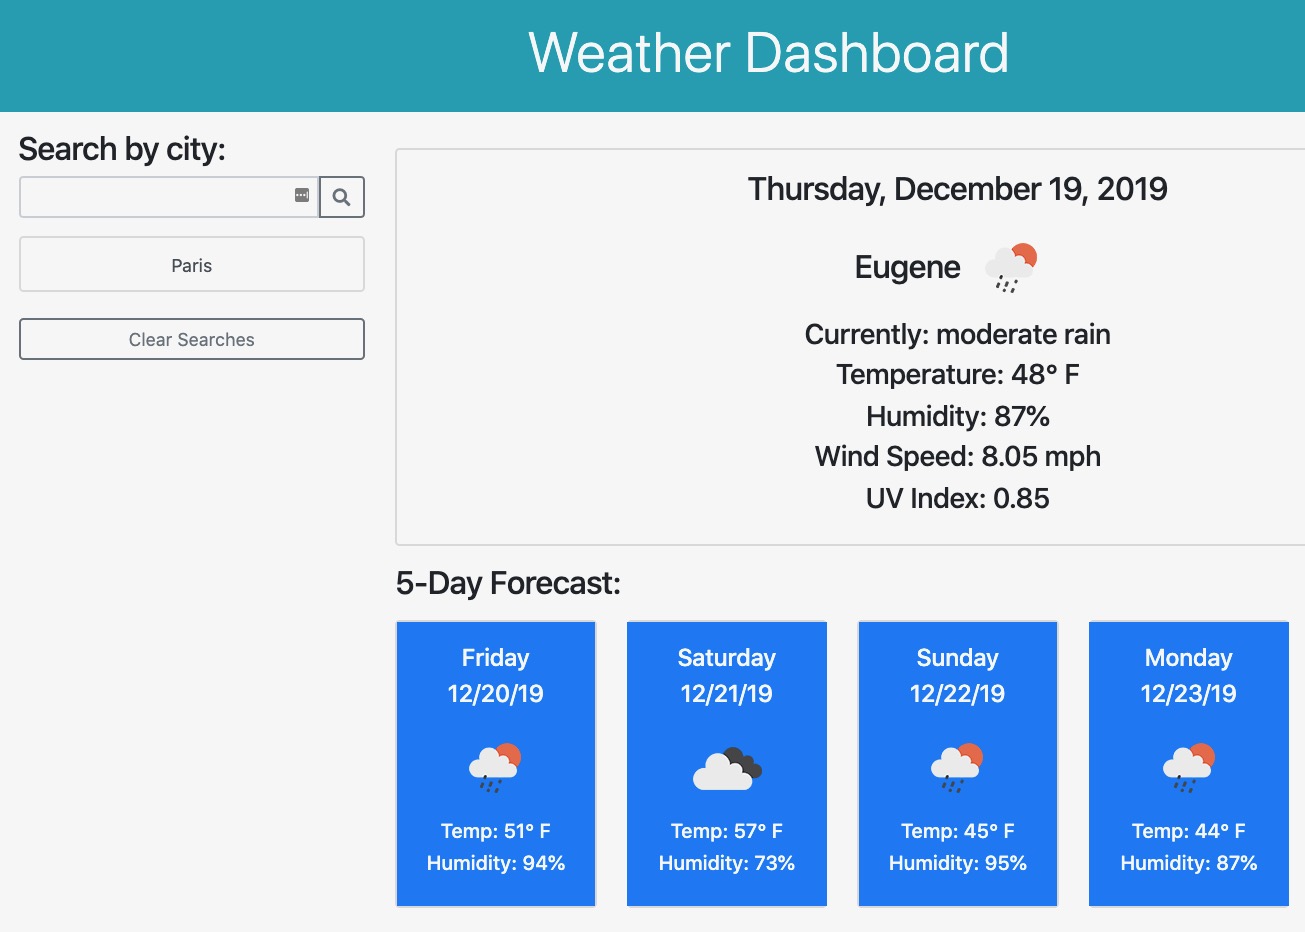 Weather Dashboard
Search by city:
Paris
Clear Searches
Thursday, December 19, 2019
Eugene
Currently: moderate rain
Temperature: 48° F
Humidity: 87%
Wind Speed: 8.05 mph
UV Index: 0.85
5-Day Forecast:
Friday
12/20/19
Temp: 51° F
Humidity: 94%
Saturday
12/21/19
Temp: 57° F
Humidity: 73%
Sunday
12/22/19
Temp: 45° F
Humidity: 95%
Monday
12/23/19
Temp: 44° F
Humidity: 87%